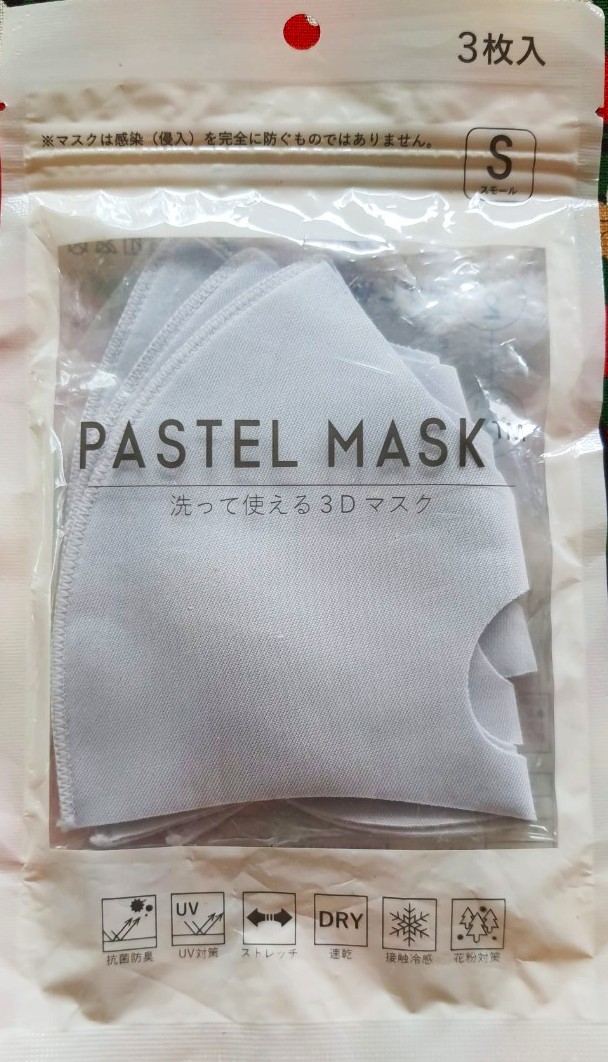 3枚入
※マスクは感染（侵入）を完全に防ぐものではありません。
S
スモール
PASTEL MASK
洗って使える3Dマスク
UV
DRY
抗菌防臭
UV対策
ストレッチ
速乾
接触冷感
花粉対策